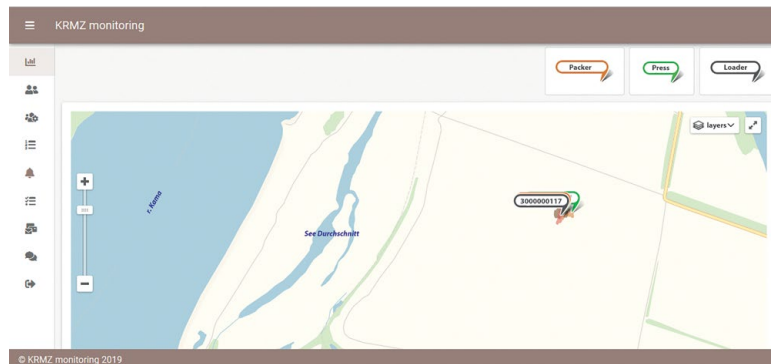 KRMZ monitoring
Packer
Press
Loader
layers
r. Kama
3000000117
See Durchschnitt
© KRMZ monitoring 2019